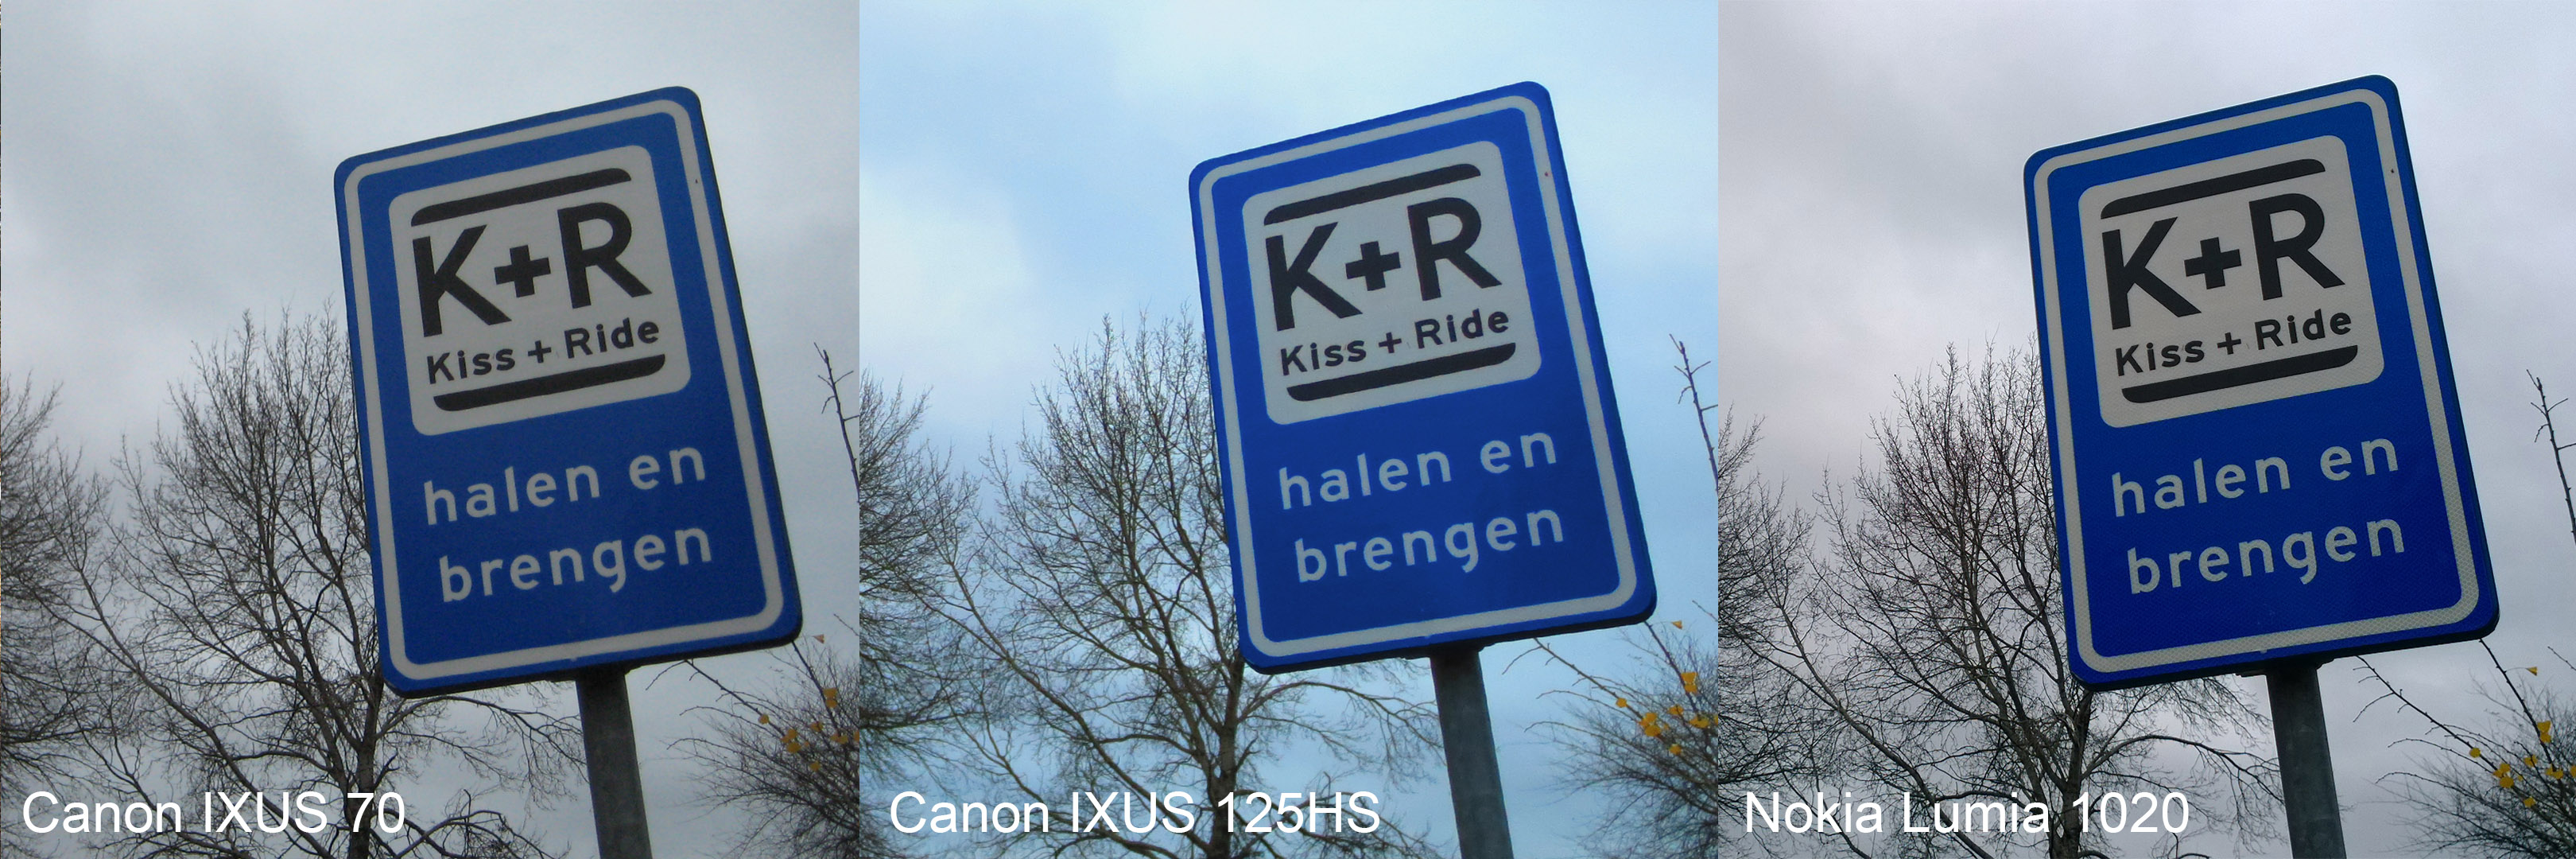 K+R
Kiss + Ride
halen en
brengen
Canon IXUS 70
K+R
Kiss + Ride
halen en
brengen
Canon IXUS 125HS
K+R
Kiss + Ride
halen en
brengen
Nokia Lumia 1020